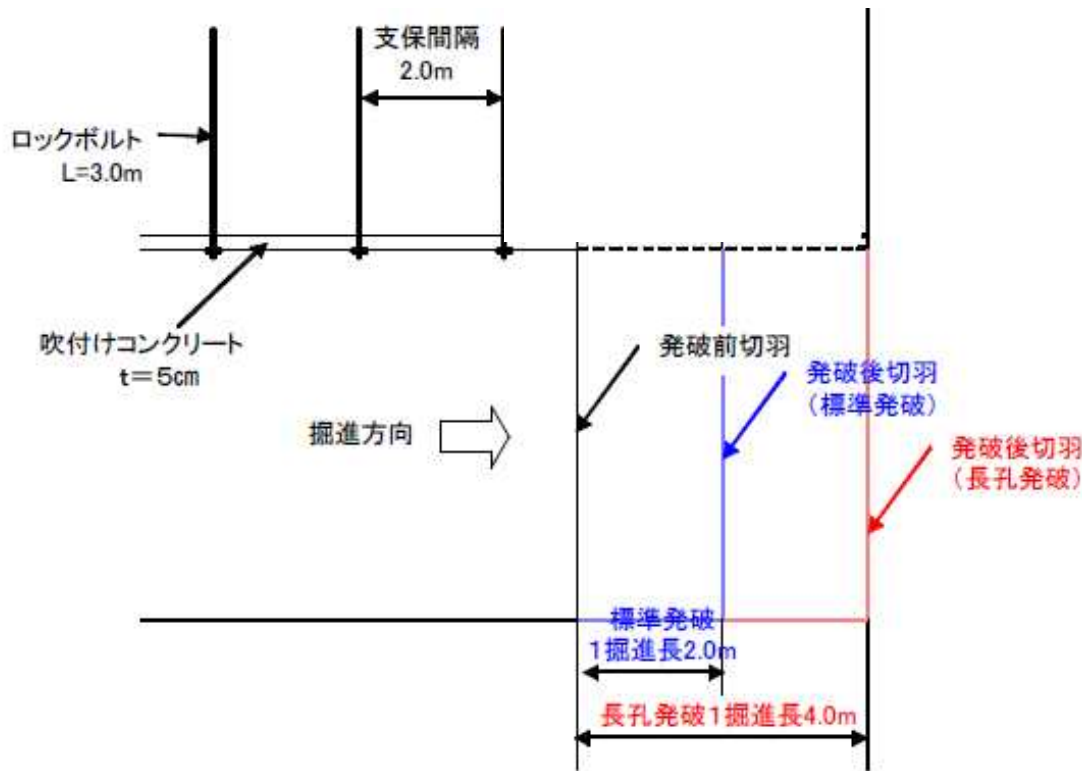 支保間隔
2.0m
ロックボルト
L=3.0m
吹付けコンクリート
t=5㎝
発破前切羽
発破後切羽
(標準発破)
掘進方向
発破後切羽
(長孔発破)
標準発破
1掘進長2.0m
長孔発破1掘進長4.0m